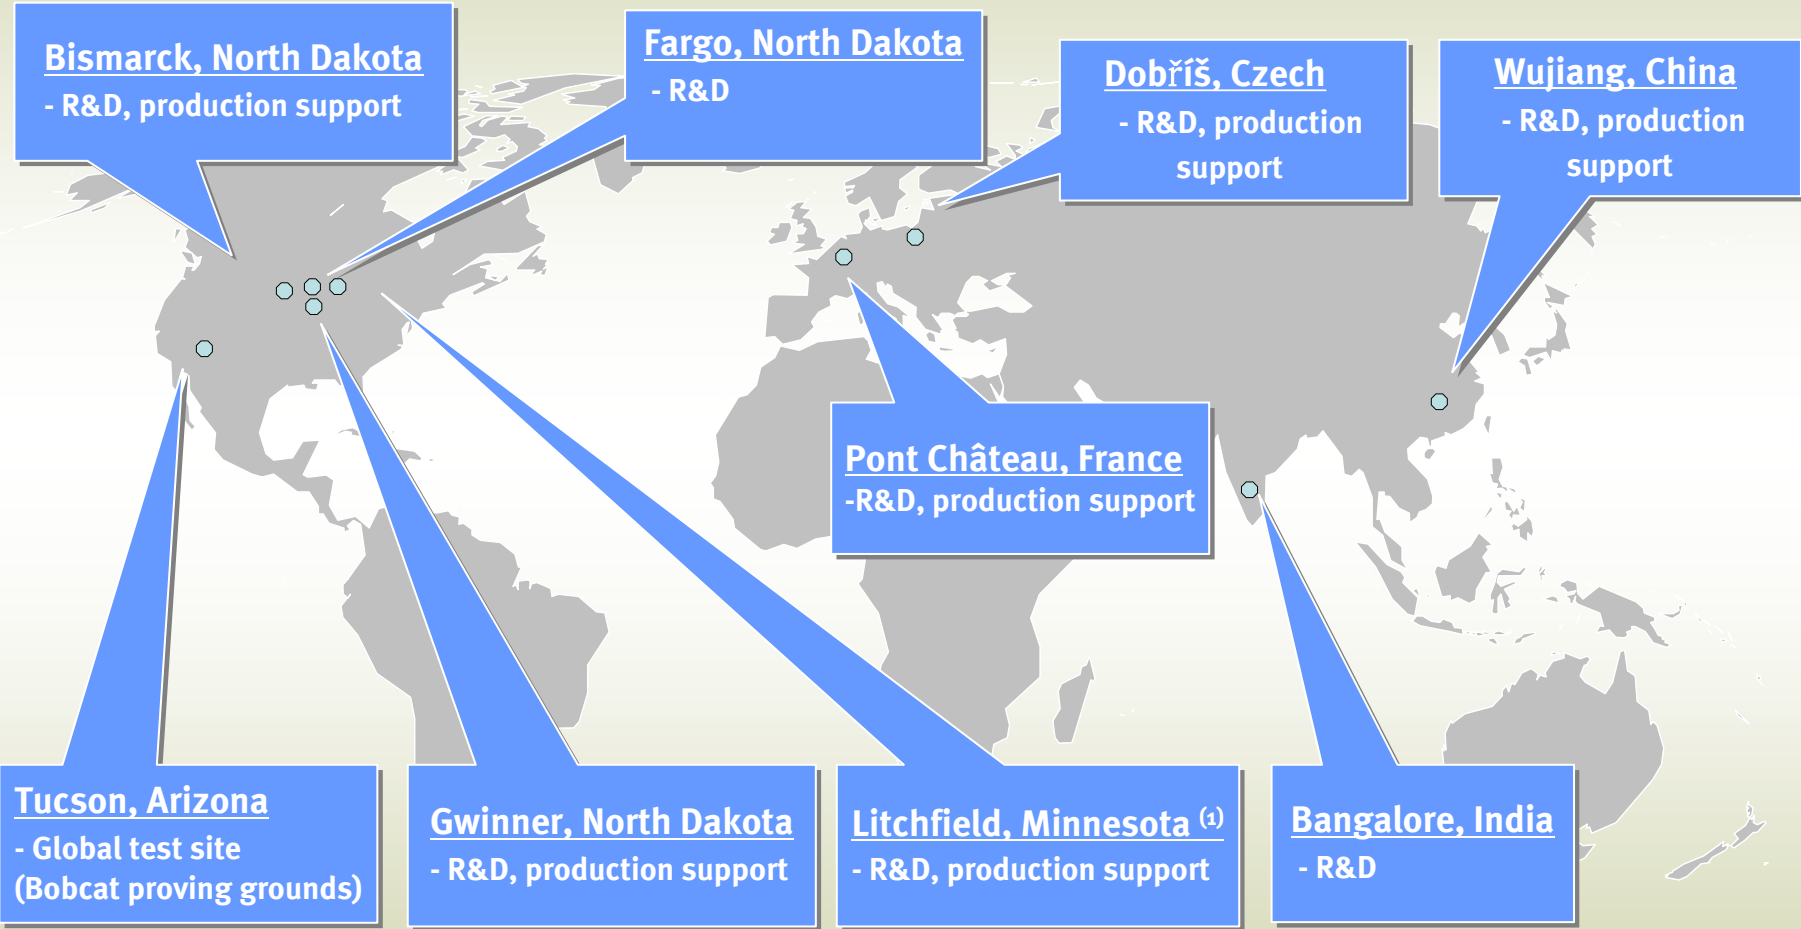 Bismarck, North Dakota
- R&D, production support
Fargo, North Dakota
- R&D
Dobříš, Czech
- R&D, production
support
Wujiang, China
- R&D, production
support
Pont Château, France
-R&D, production support
Tucson, Arizona
- Global test site
(Bobcat proving grounds)
Gwinner, North Dakota
- R&D, production support
Litchfield, Minnesota (1)
- R&D, production support
Bangalore, India
- R&D